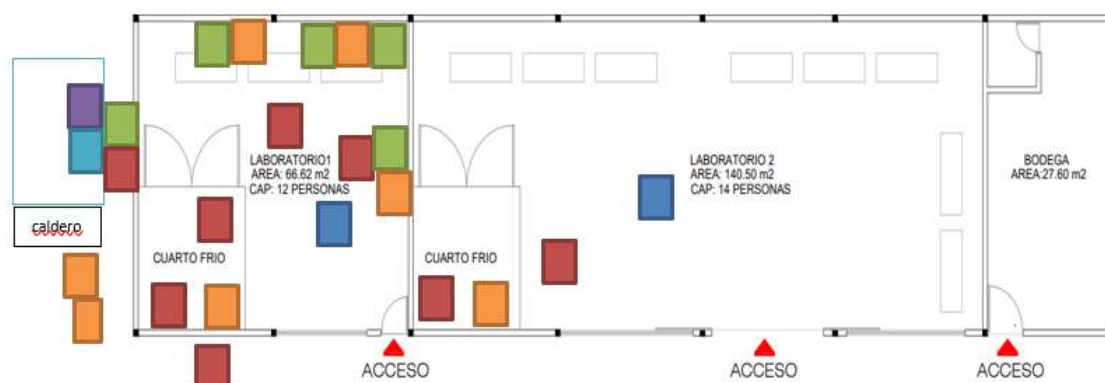 LABORATORIO1
AREA: 66.62 m2
CAP: 12 PERSONAS
LABORATORIO 2
AREA: 140.50 m2
CAP: 14 PERSONAS
BODEGA
AREA:27.60 m2
caldero
CUARTO FRIO
CUARTO FRIO
ACCESO
ACCESO
ACCESO